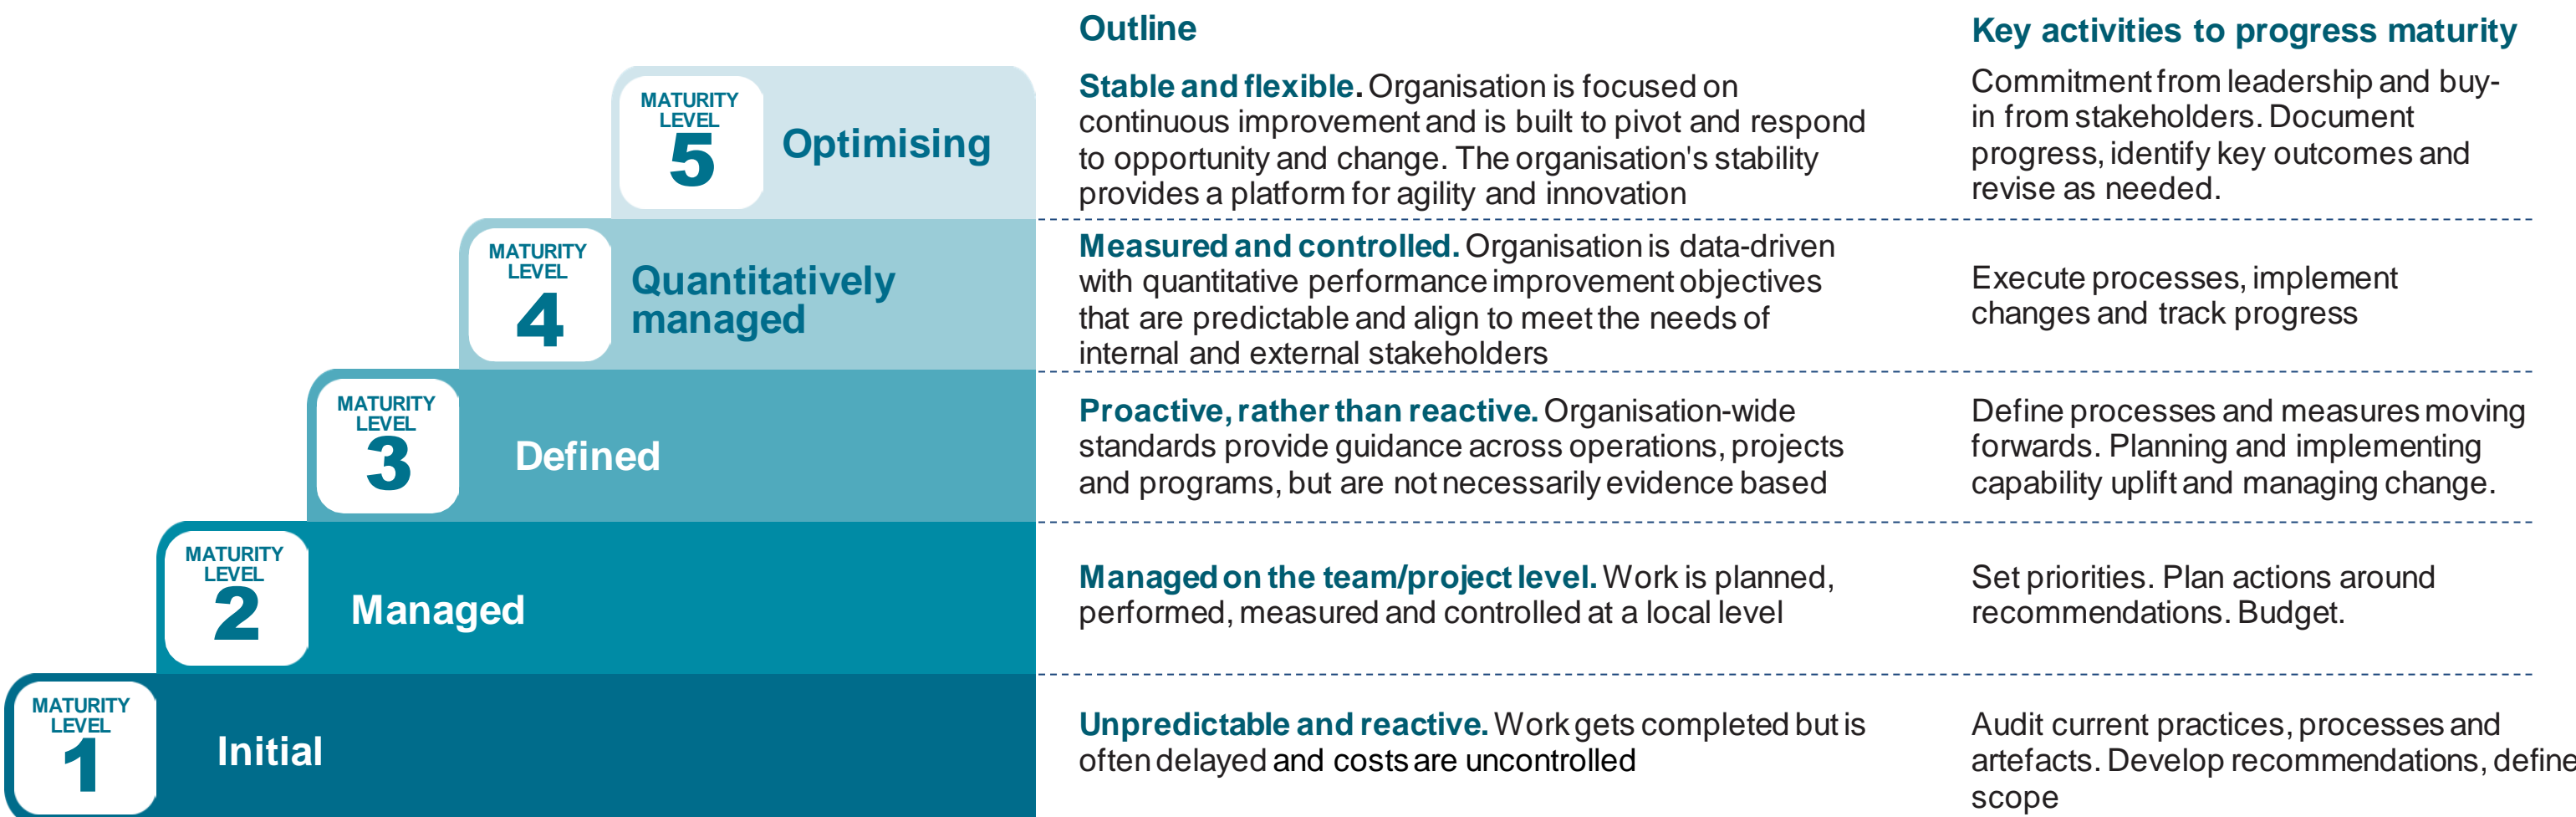 Outline
Key activities to progress maturity
MATURITY
LEVEL
5
Optimising
Stable and flexible. Organisation is focused on
continuous improvement and is built to pivot and respond
to opportunity and change. The organisation's stability
provides a platform for agility and innovation
Commitment from leadership and buy-
in from stakeholders. Document
progress, identify key outcomes and
revise as needed.
MATURITY
LEVEL
4
Quantitatively
managed
Measured and controlled. Organisation is data-driven
with quantitative performance improvement objectives
that are predictable and align to meet the needs of
internal and external stakeholders
Execute processes, implement
changes and track progress
MATURITY
LEVEL
3
Defined
Proactive, rather than reactive. Organisation-wide
standards provide guidance across operations, projects
and programs, but are not necessarily evidence based
Define processes and measures moving
forwards. Planning and implementing
capability uplift and managing change.
MATURITY
LEVEL
2
Managed
Managed on the team/project level. Work is planned,
performed, measured and controlled at a local level
Set priorities. Plan actions around
recommendations. Budget.
MATURITY
LEVEL
1
Initial
Unpredictable and reactive. Work gets completed but is
often delayed and costs are uncontrolled
Audit current practices, processes and
artefacts. Develop recommendations, define
scope